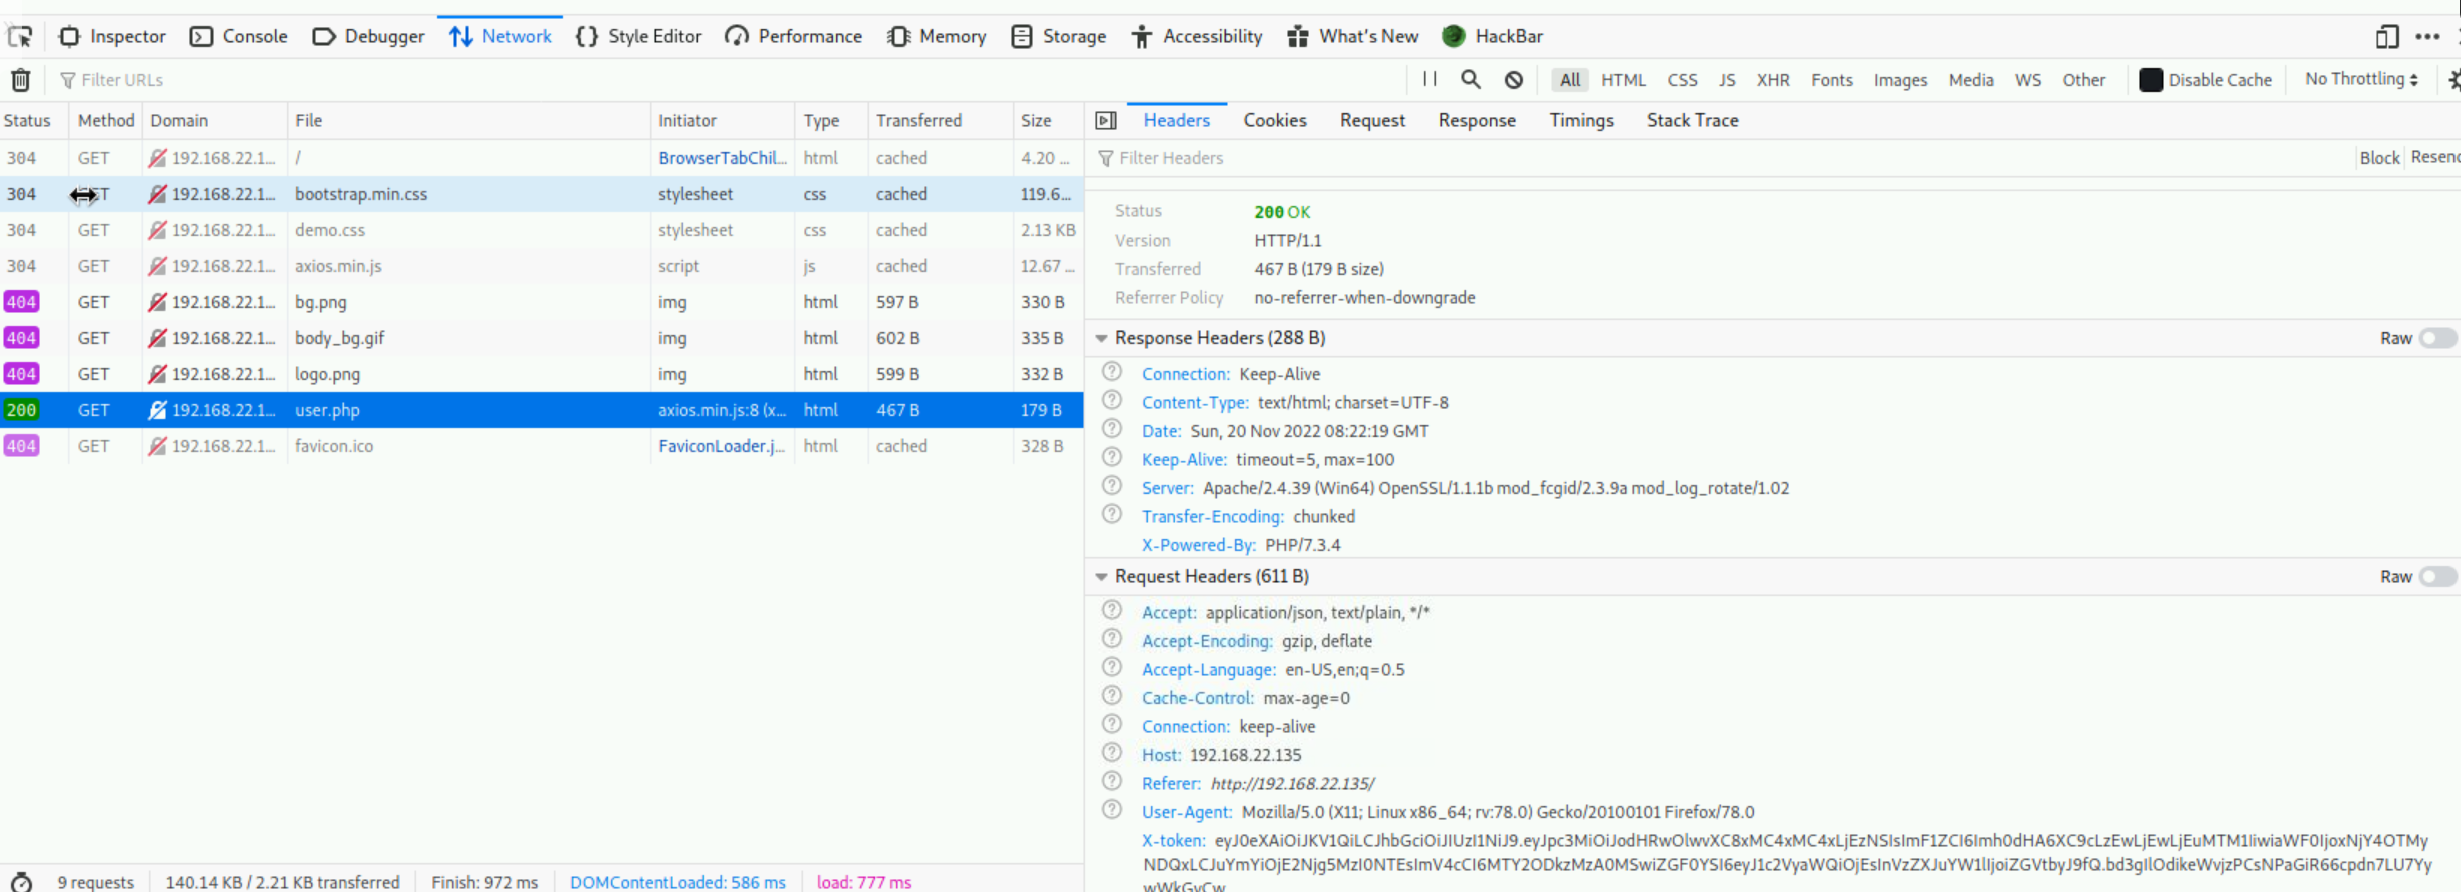 Inspector Console Debugger Network Style Editor Performance Memory Storage Accessibility What's New HackBar
Filter URLs All HTML CSS JS XHR Fonts Images Media WS Other Disable Cache No Throttling
Status Method Domain File Initiator Type Transferred Size
304 GET 192.168.22.1... / BrowserTabChil... html cached 4.20 ...
304 192.168.22.1... bootstrap.min.css stylesheet css cached 119.6...
304 GET 192.168.22.1... demo.css stylesheet css cached 2.13 KB
304 GET 192.168.22.1... axios.min.js script js cached 12.67 ...
404 GET 192.168.22.1... bg.png img html 597 B 330 B
404 GET 192.168.22.1... body_bg.gif img html 602 B 335 B
404 GET 192.168.22.1... logo.png img html 599 B 332 B
200 GET 192.168.22.1... user.php axios.min.js:8 (x... html 467 B 179 B
404 GET 192.168.22.1... favicon.ico FaviconLoader.j... html cached 328 B
9 requests 140.14 KB / 2.21 KB transferred Finish: 972 ms DOMContentLoaded: 586 ms load: 777 ms
Headers Cookies Request Response Timings Stack Trace
Filter Headers Block Resend
Status 200 OK
Version HTTP/1.1
Transferred 467 B (179 B size)
Referrer Policy no-referrer-when-downgrade
Response Headers (288 B) Raw
Connection: Keep-Alive
Content-Type: text/html; charset=UTF-8
Date: Sun, 20 Nov 2022 08:22:19 GMT
Keep-Alive: timeout=5, max=100
Server: Apache/2.4.39 (Win64) OpenSSL/1.1.1b mod_fcgid/2.3.9a mod_log_rotate/1.02
Transfer-Encoding: chunked
X-Powered-By: PHP/7.3.4
Request Headers (611 B) Raw
Accept: application/json, text/plain, */*
Accept-Encoding: gzip, deflate
Accept-Language: en-US,en;q=0.5
Cache-Control: max-age=0
Connection: keep-alive
Host: 192.168.22.135
Referer: http://192.168.22.135/
User-Agent: Mozilla/5.0 (X11; Linux x86_64; rv:78.0) Gecko/20100101 Firefox/78.0
X-token: eyJ0eXAiOiJKV1QiLCJhbGciOiJIUzI1NiJ9.eyJpc3MiOiJodHRwOlwvXC8xMC4xMC4xLjEzNSIsImF1ZCI6Imh0dHA6XC9cLzEwLjEwLjEuMTM1IiwiaWF0IjoxNjY4OTMy
NDQxLCJuYmYiOjE2Njg5MzI0NTEsImV4cCI6MTY2ODkzMzA0MSwiZGF0YSI6eyJ1c2VyaWQiOjEsInVzZXJuYW1lIjoiZGVtbyJ9fQ.bd3gIlOdikeWvjzPCsNPaGiR66cpdn7LU7Yy
wWkGyCw